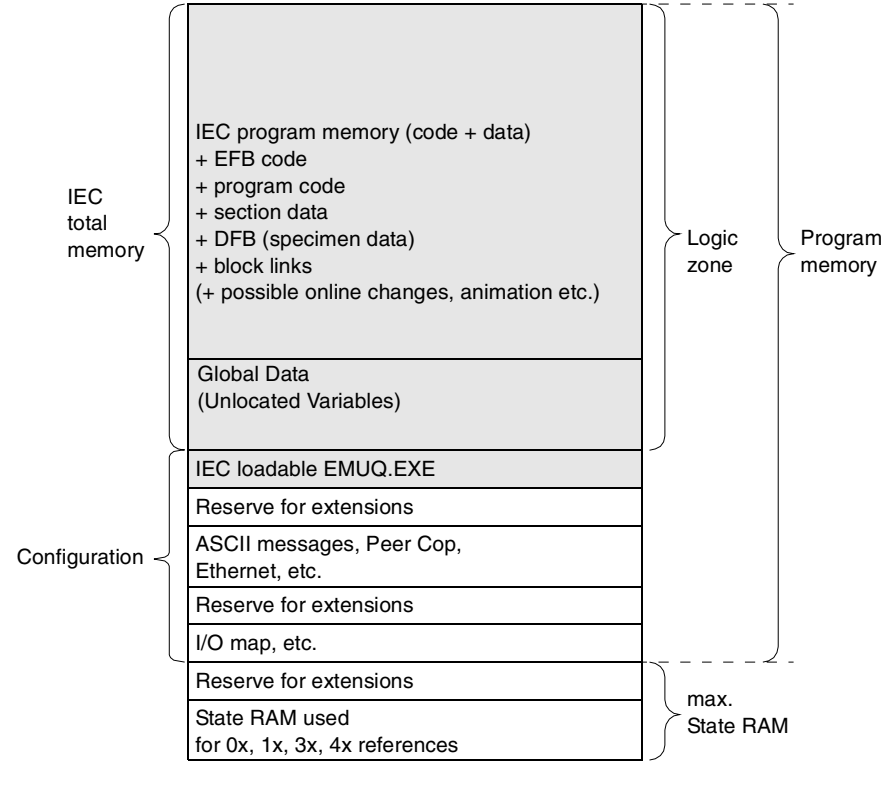 IEC program memory (code + data)
+ EFB code
+ program code
+ section data
+ DFB (specimen data)
+ block links
(+ possible online changes, animation etc.)
IEC
total
memory
Logic
zone
Program
memory
Global Data
(Unlocated Variables)
IEC loadable EMUQ.EXE
Reserve for extensions
ASCII messages, Peer Cop,
Ethernet, etc.
Configuration
Reserve for extensions
I/O map, etc.
Reserve for extensions
State RAM used
for 0x, 1x, 3x, 4x references
max.
State RAM